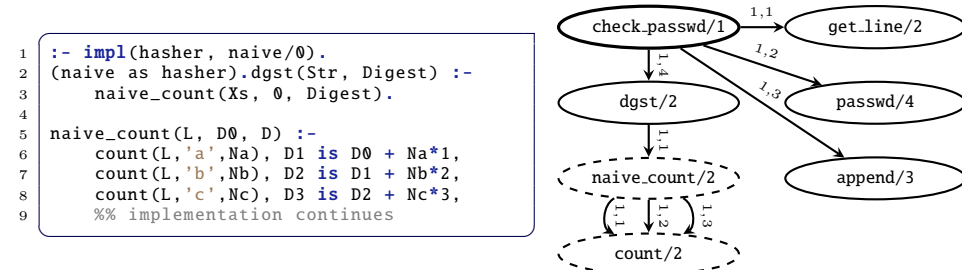 1 :- impl(hasher, naive/0).
2 (naive as hasher).dgst(Str, Digest) :-
3 naive_count(Xs, 0, Digest).
4
5 naive_count(L, D0, D) :-
6 count(L,'a',Na), D1 is D0 + Na*1,
7 count(L,'b',Nb), D2 is D1 + Nb*2,
8 count(L,'c',Nc), D3 is D2 + Nc*3,
9 %% implementation continues
check_passwd/1
1,1
get_line/2
1,4
1,2
1,3
dgst/2
passwd/4
1,1
naive_count/2
append/3
1,1
1,2
1,3
count/2